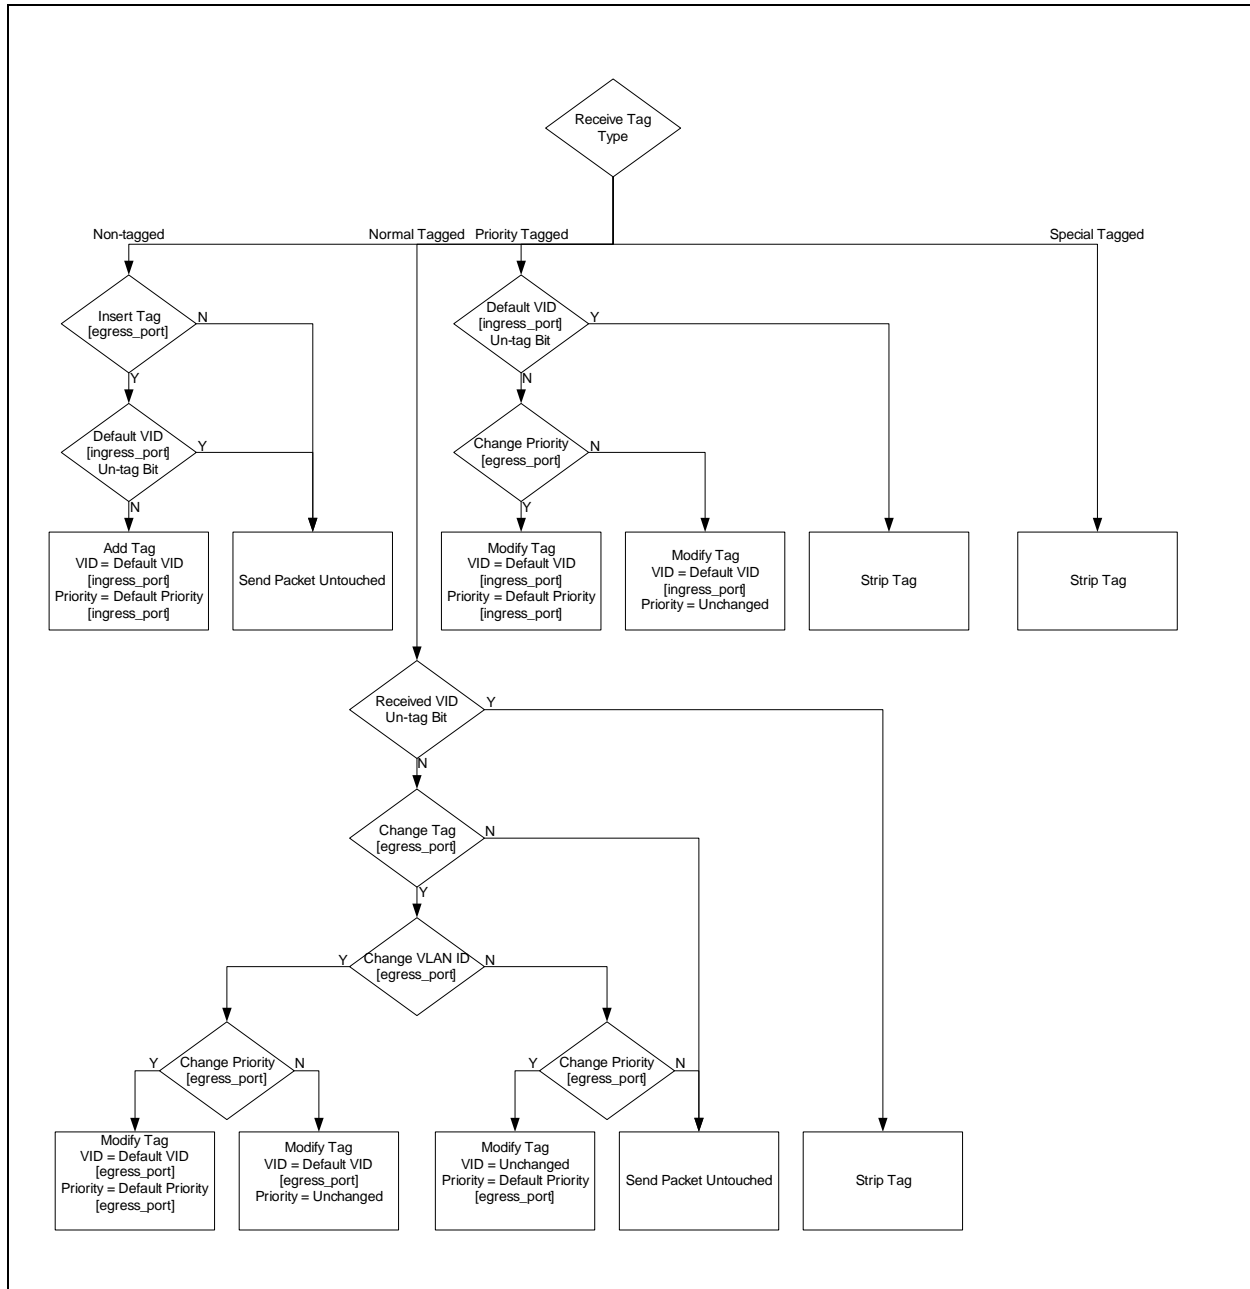 Receive Tag
Type
Non-tagged
Normal Tagged
Priority Tagged
Special Tagged
Insert Tag
[egress_port]
N
Y
Default VID
[ingress_port]
Un-tag Bit
Y
N
Default VID
[ingress_port]
Un-tag Bit
Y
N
Change Priority
[egress_port]
N
Y
Add Tag
VID = Default VID
[ingress_port]
Priority = Default Priority
[ingress_port]
Send Packet Untouched
Modify Tag
VID = Default VID
[ingress_port]
Priority = Default Priority
[ingress_port]
Modify Tag
VID = Default VID
[ingress_port]
Priority = Unchanged
Strip Tag
Strip Tag
Received VID
Un-tag Bit
Y
N
Change Tag
[egress_port]
N
Y
Change VLAN ID
[egress_port]
Y
N
Change Priority
[egress_port]
Y
N
Change Priority
[egress_port]
Y
N
Modify Tag
VID = Default VID
[egress_port]
Priority = Default Priority
[egress_port]
Modify Tag
VID = Default VID
[egress_port]
Priority = Unchanged
Modify Tag
VID = Unchanged
Priority = Default Priority
[egress_port]
Send Packet Untouched
Strip Tag